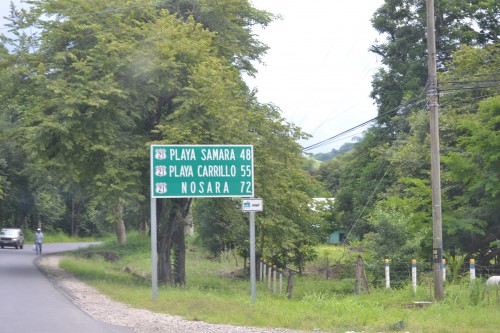 PLAYA SAMARA 48
PLAYA CARRILLO 55
NOSARA 72